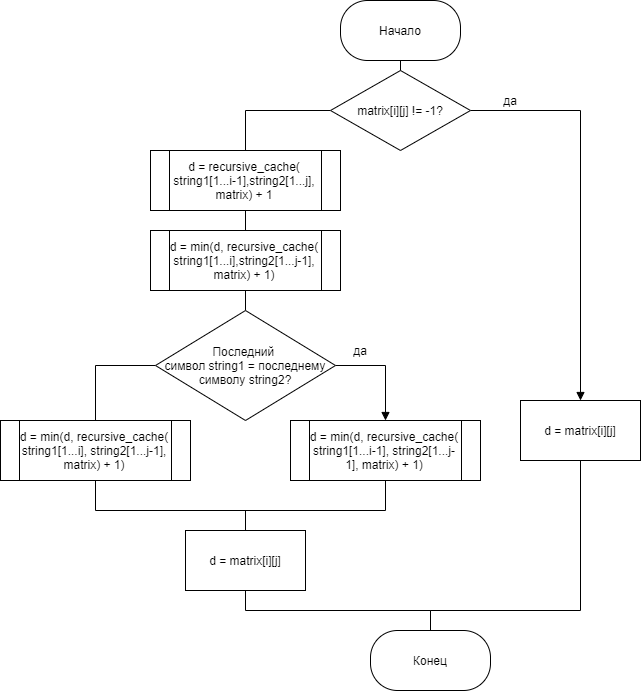 Начало
matrix[i][j] != -1?
да
d = recursive_cache(
string1[1...i-1],string2[1...j],
matrix) + 1
d = min(d, recursive_cache(
string1[1...i],string2[1...j-1],
matrix) + 1)
Последний
символ string1 = последнему
символу string2?
да
d = min(d, recursive_cache(
string1[1...i], string2[1...j-1],
matrix) + 1)
d = min(d, recursive_cache(
string1[1...i-1], string2[1...j-
1], matrix) + 1)
d = matrix[i][j]
d = matrix[i][j]
Конец